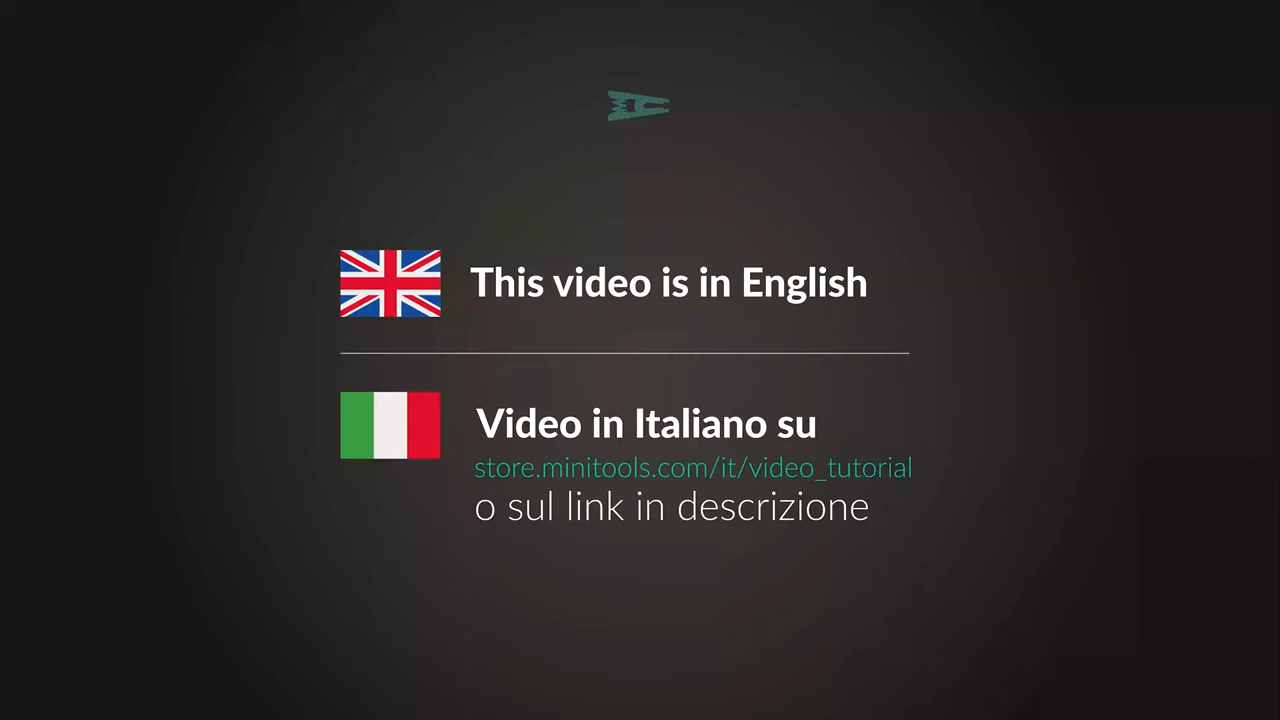 This video is in English
Video in Italiano su
store.minitools.com/it/video_tutorial
o sul link in descrizione